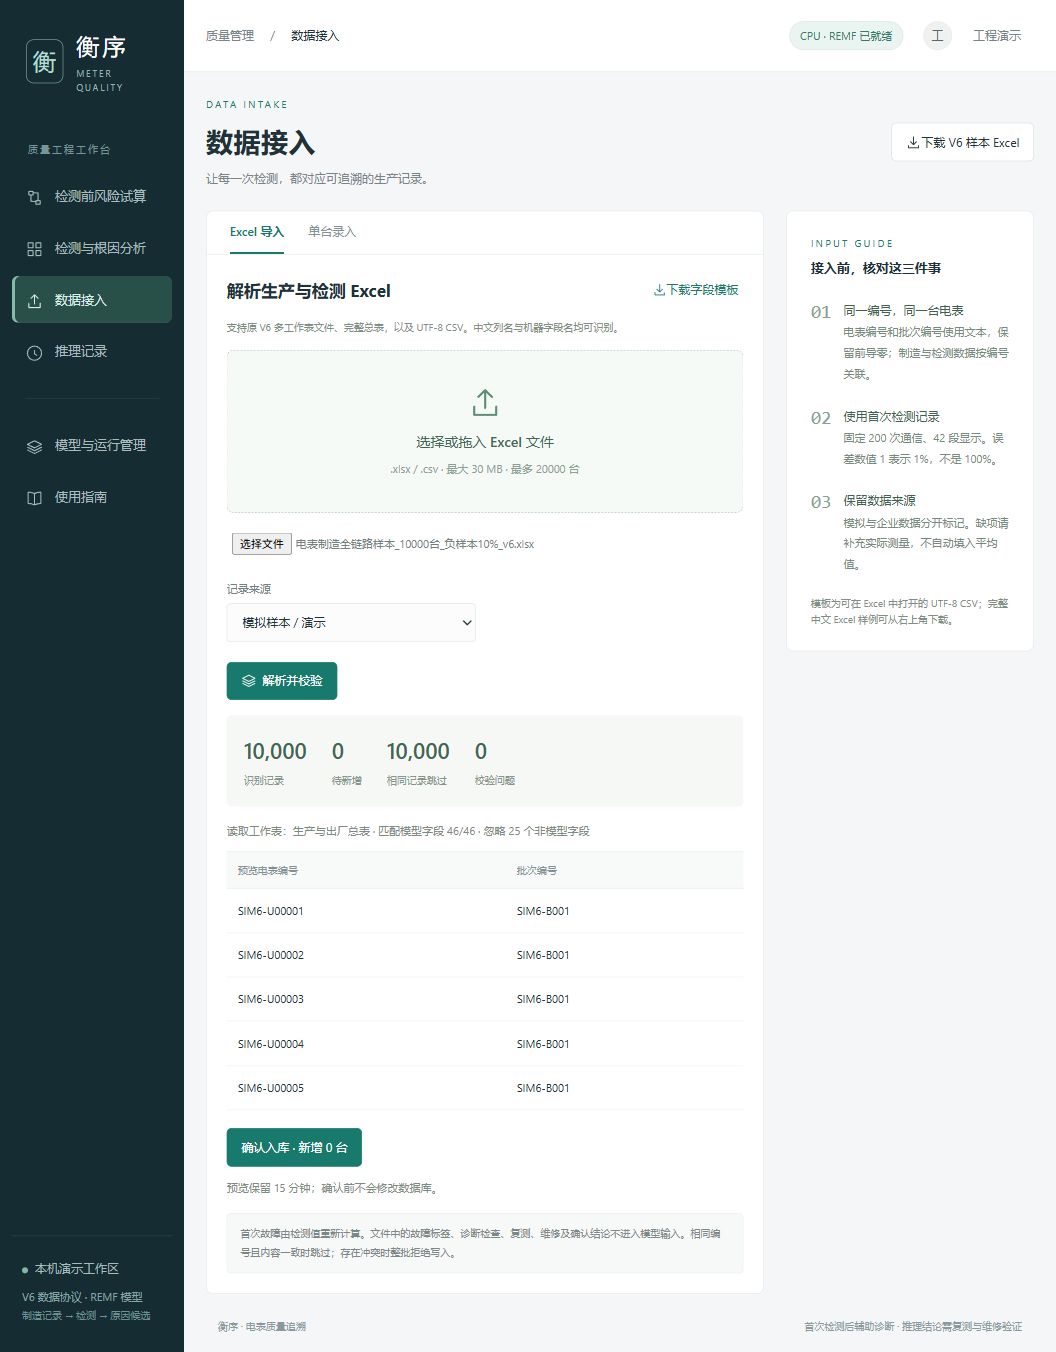 衡
衡序
METER
QUALITY
质量工程工作台
检测前风险试算
检测与根因分析
数据接入
推理记录
模型与运行管理
使用指南
本机演示工作区
V6 数据协议 · REMF 模型
制造记录 → 检测 → 原因候选
质量管理 / 数据接入
CPU · REMF 已就绪
工
工程演示
DATA INTAKE
数据接入
让每一次检测，都对应可追溯的生产记录。
下载 V6 样本 Excel
Excel 导入
单台录入
解析生产与检测 Excel
下载字段模板
支持原 V6 多工作表文件、完整总表，以及 UTF-8 CSV。中文列名与机器字段名均可识别。
选择或拖入 Excel 文件
.xlsx / .csv · 最大 30 MB · 最多 20000 台
选择文件 电表制造全链路样本_10000台_负样本10%_v6.xlsx
记录来源
模拟样本 / 演示
解析并校验
10,000 0 10,000 0
识别记录 待新增 相同记录跳过 校验问题
读取工作表：生产与出厂总表 · 匹配模型字段 46/46 · 忽略 25 个非模型字段
预览电表编号 批次编号
SIM6-U00001 SIM6-B001
SIM6-U00002 SIM6-B001
SIM6-U00003 SIM6-B001
SIM6-U00004 SIM6-B001
SIM6-U00005 SIM6-B001
确认入库 · 新增 0 台
预览保留 15 分钟；确认前不会修改数据库。
首次故障由检测值重新计算。文件中的故障标签、诊断检查、复测、维修及确认结论不进入模型输入。相同编
号且内容一致时跳过；存在冲突时整批拒绝写入。
INPUT GUIDE
接入前，核对这三件事
01 同一编号，同一台电表
电表编号和批次编号使用文本，保
留前导零；制造与检测数据按编号
关联。
02 使用首次检测记录
固定 200 次通信、42 段显示。误
差数值 1 表示 1%，不是 100%。
03 保留数据来源
模拟与企业数据分开标记。缺项请
补充实际测量，不自动填入平均
值。
模板为可在 Excel 中打开的 UTF-8 CSV；完整
中文 Excel 样例可从右上角下载。
衡序 · 电表质量追溯
首次检测后辅助诊断 · 推理结论需复测与维修验证